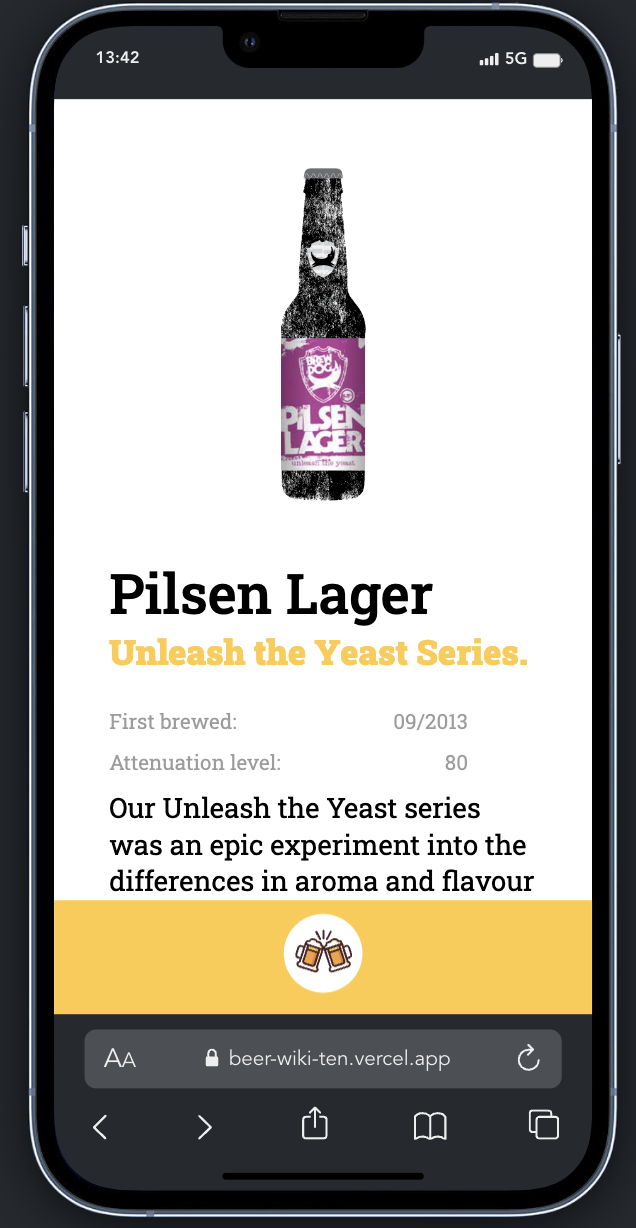 13:42
5G
BREW
DOG
PiLSEN
LAGER
unleash the yeast
Pilsen Lager
Unleash the Yeast Series.
First brewed: 09/2013
Attenuation level: 80
Our Unleash the Yeast series
was an epic experiment into the
differences in aroma and flavour
AA beer-wiki-ten.vercel.app